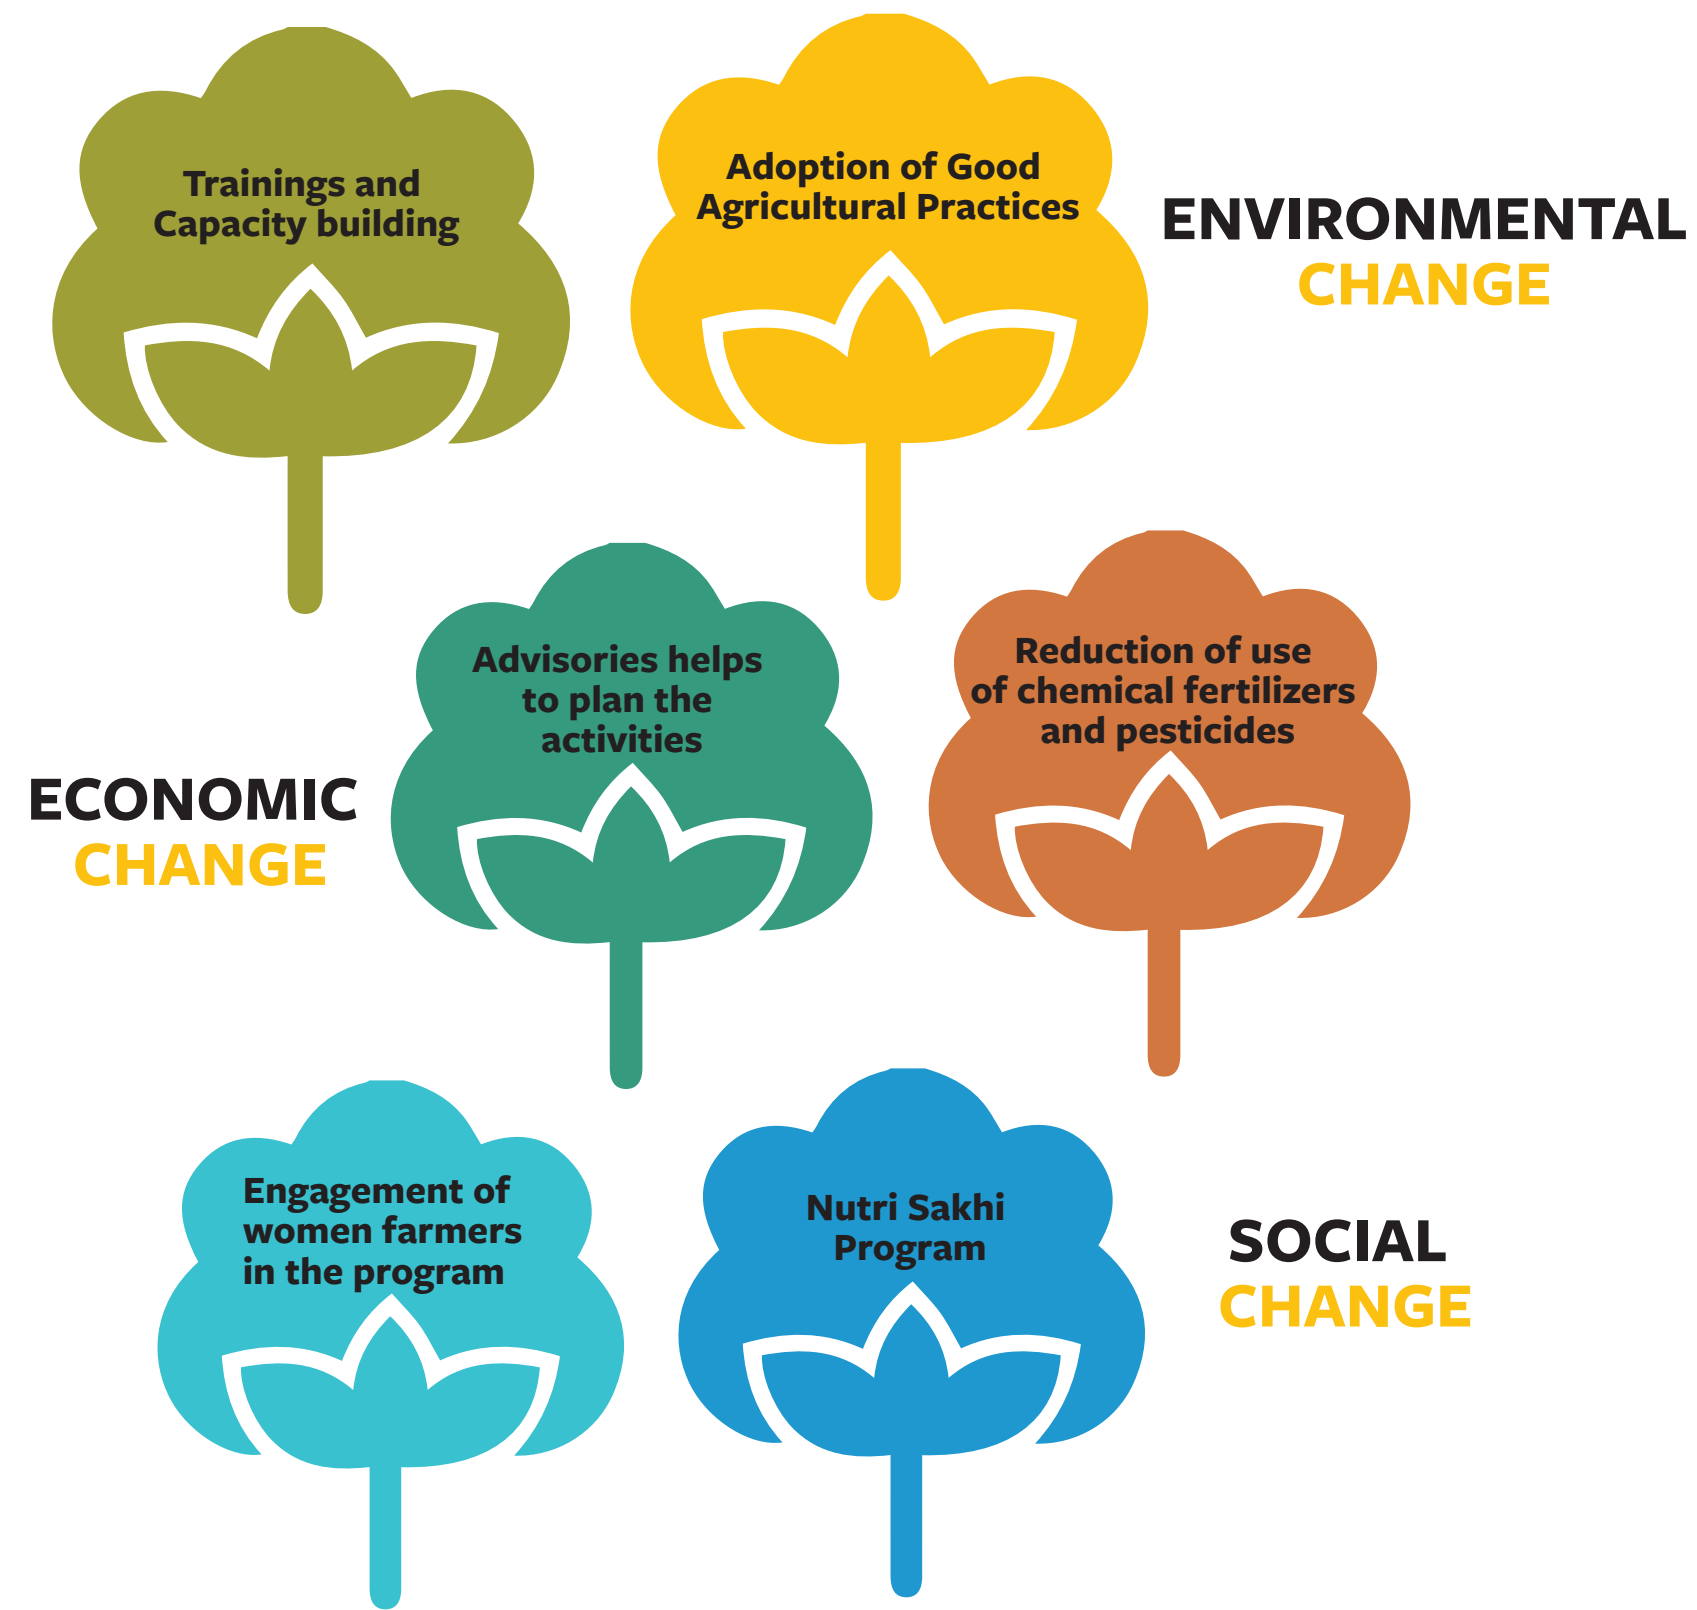 Trainings and
Capacity building
Adoption of Good
Agricultural Practices
ENVIRONMENTAL
CHANGE
ECONOMIC
CHANGE
Advisories helps
to plan the
activities
Reduction of use
of chemical fertilizers
and pesticides
Engagement of
women farmers
in the program
Nutri Sakhi
Program
SOCIAL
CHANGE